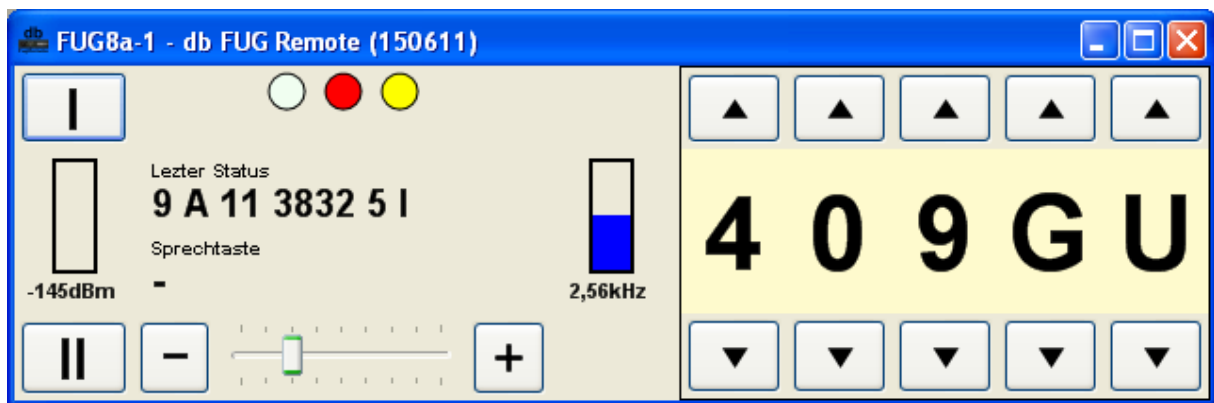 db
FUG8a-1 - db FUG Remote (150611)
I
Lezter Status
9 A 11 3832 5 I
Sprechtaste
-
-145dBm
2,56kHz
II
-
+
4 0 9 G U